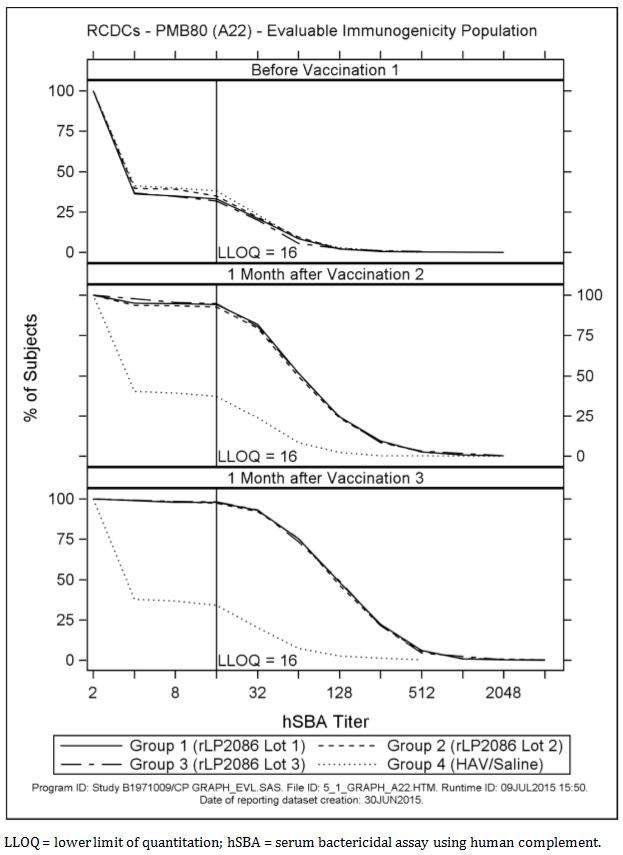 RCDCs - PMB80 (A22) - Evaluable Immunogenicity Population
Before Vaccination 1
100
75
50
25
0
LLOQ = 16
1 Month after Vaccination 2
100
75
50
25
0
LLOQ = 16
% of Subjects
1 Month after Vaccination 3
100
75
50
25
0
LLOQ = 16
2 8 32 128 512 2048
hSBA Titer
Group 1 (rLP2086 Lot 1) Group 2 (rLP2086 Lot 2)
Group 3 (rLP2086 Lot 3) Group 4 (HAV/Saline)
Program ID: Study B1971009/CP GRAPH_EVL.SAS. File ID: 5_1_GRAPH_A22.HTM. Runtime ID: 09JUL2015 15:50.
Date of reporting dataset creation: 30JUN2015.
LLOQ = lower limit of quantitation; hSBA = serum bactericidal assay using human complement.